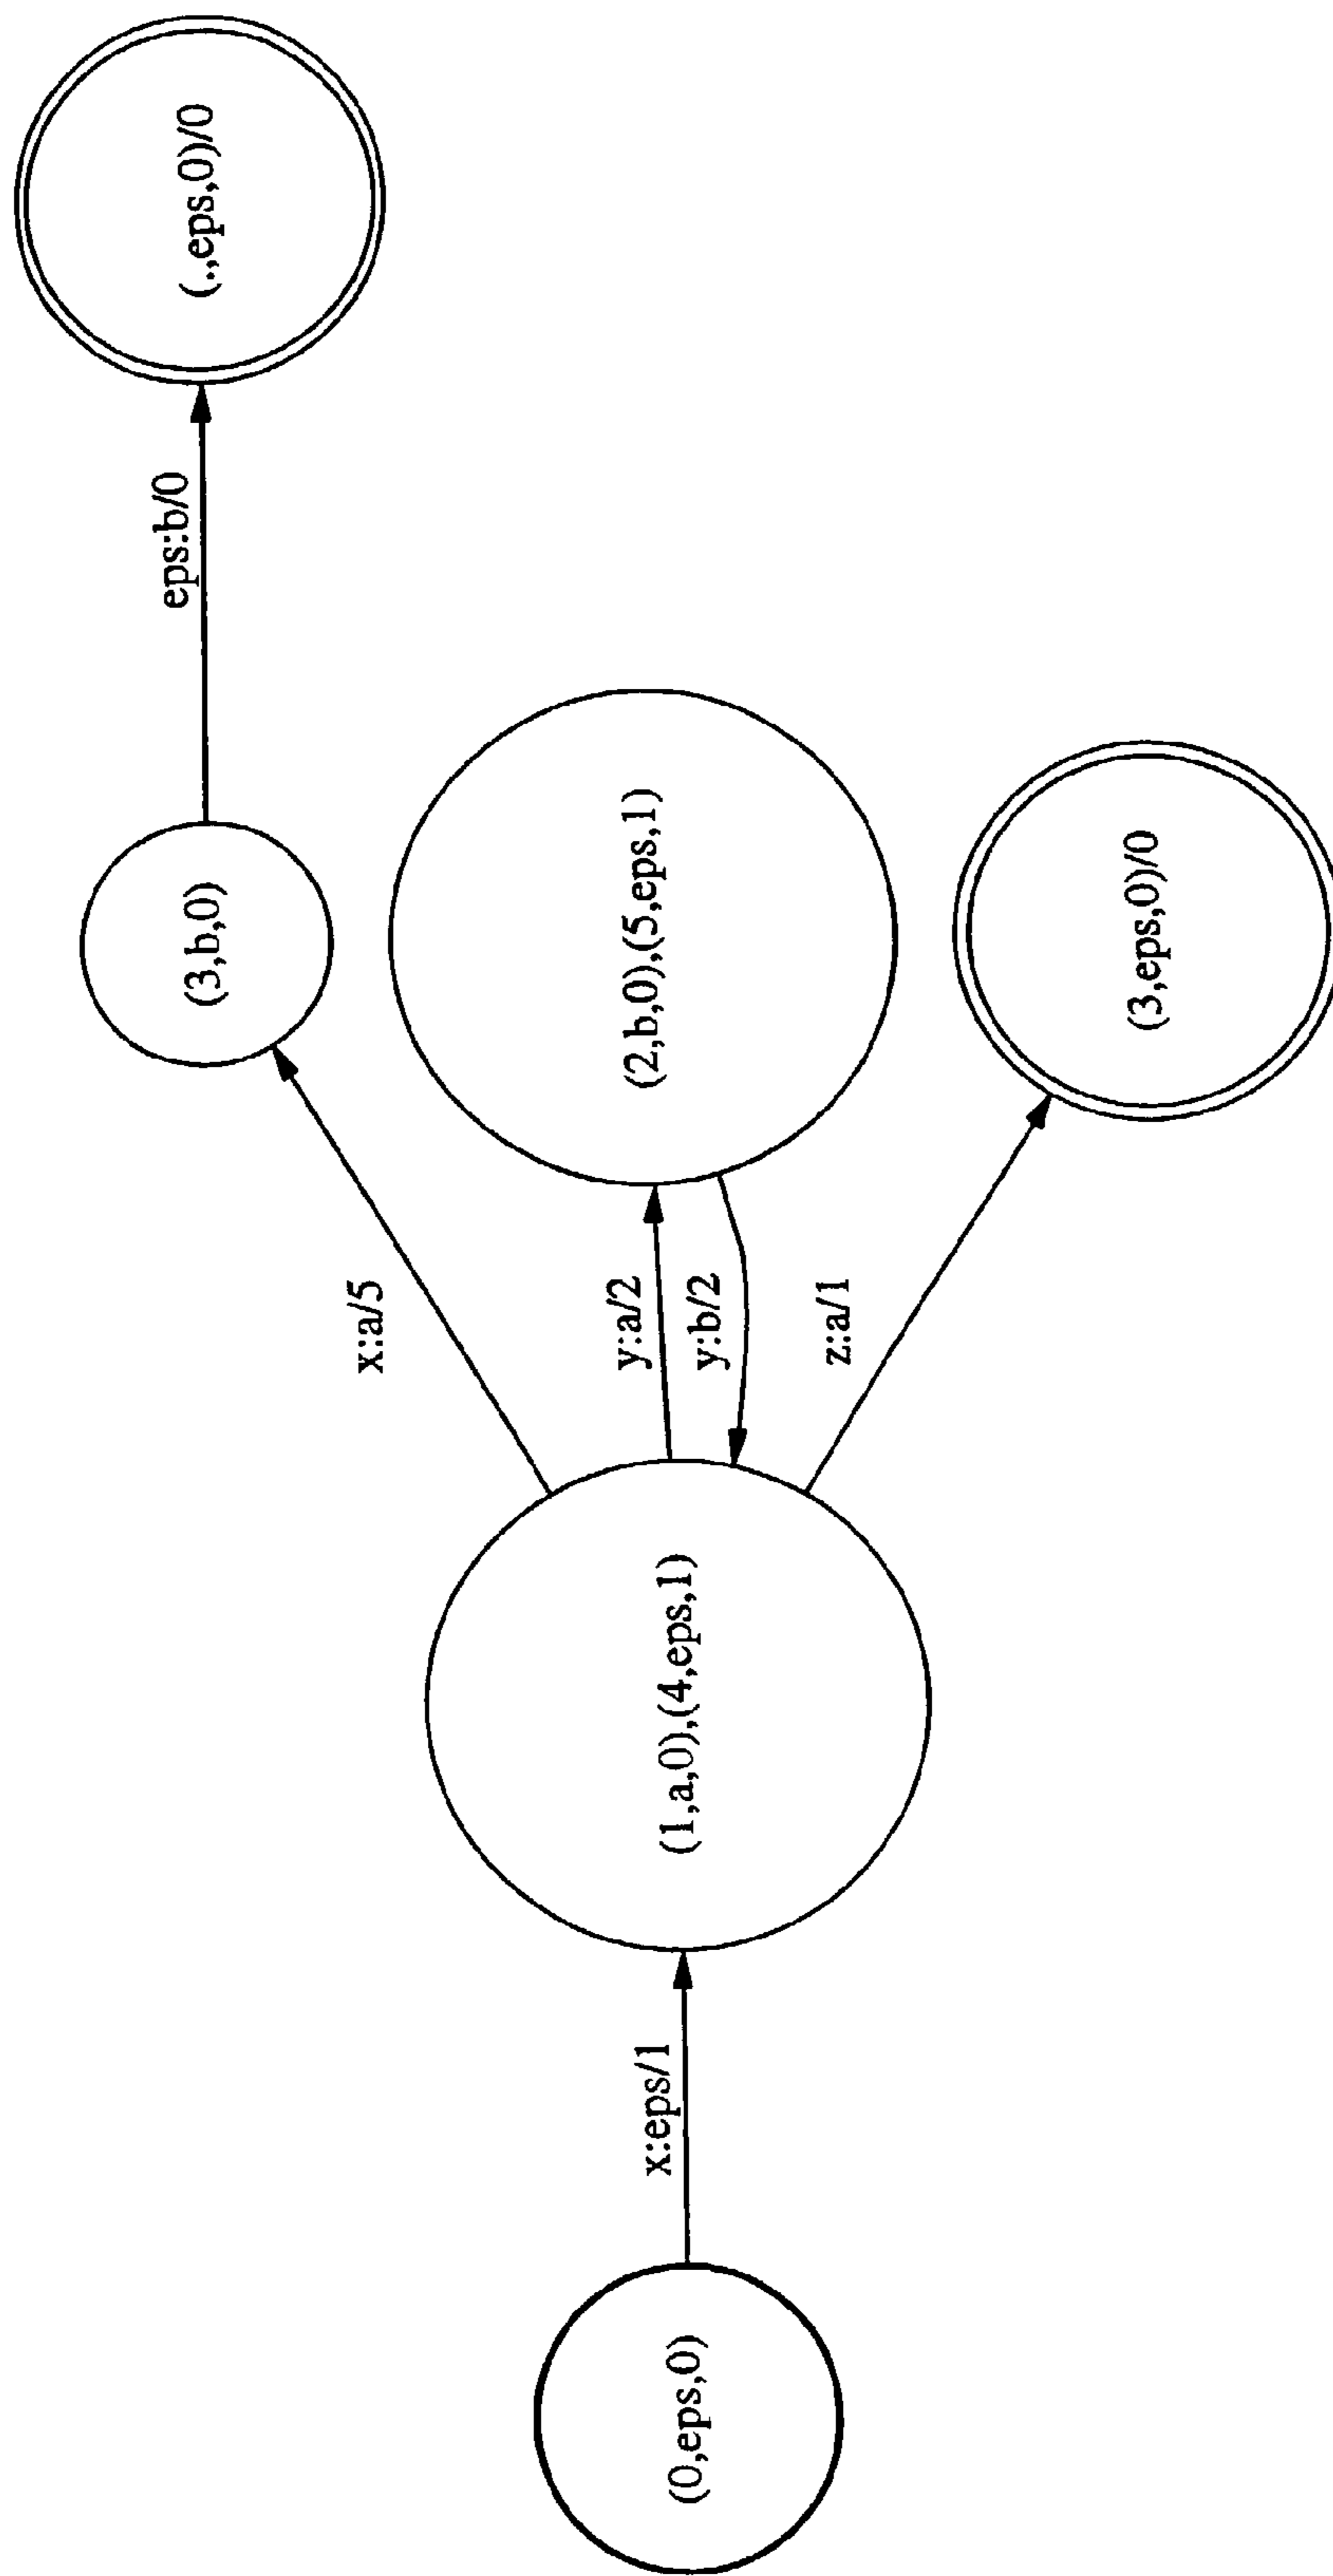 (0,eps,0)
x:eps/1
(1,a,0),(4,eps,1)
x:a/5
y:a/2
y:b/2
z:a/1
(3,b,0)
(2,b,0),(5,eps,1)
(3,eps,0)/0
eps:b/0
(.,eps,0)/0